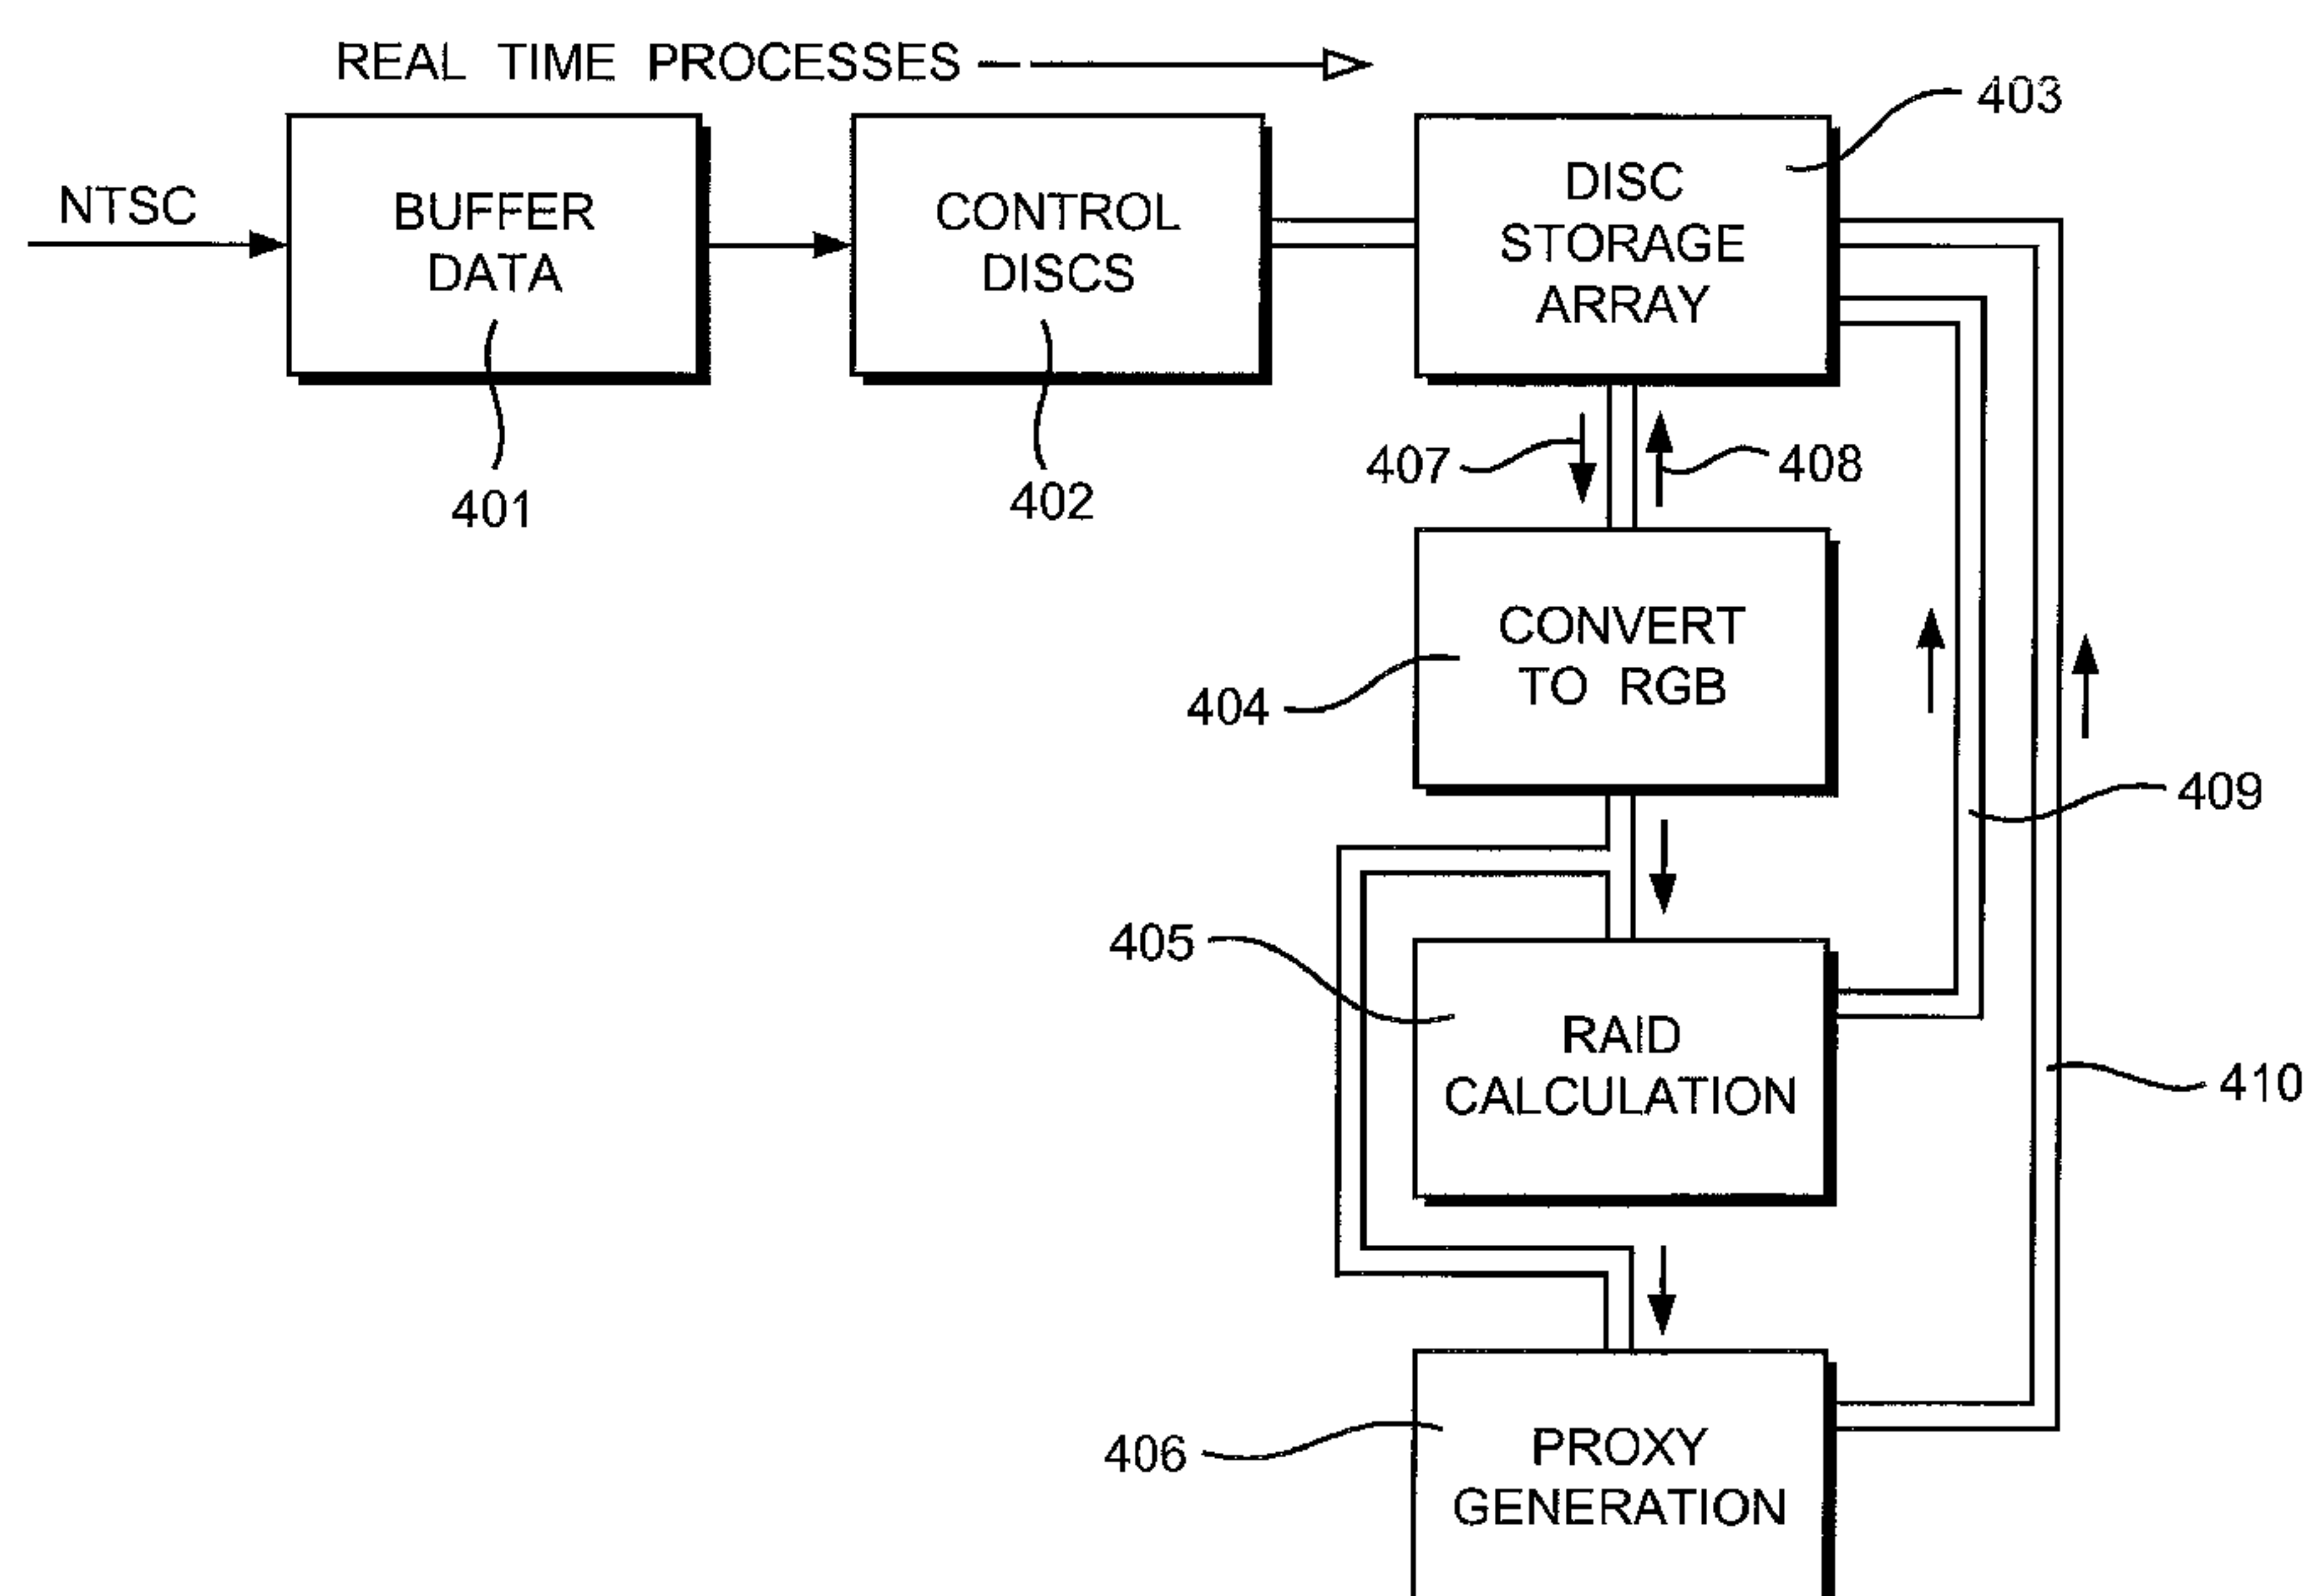 REAL TIME PROCESSES
403
NTSC
BUFFER
DATA
CONTROL
DISCS
DISC
STORAGE
ARRAY
401
402
407
408
CONVERT
TO RGB
404
409
405
RAID
CALCULATION
410
406
PROXY
GENERATION